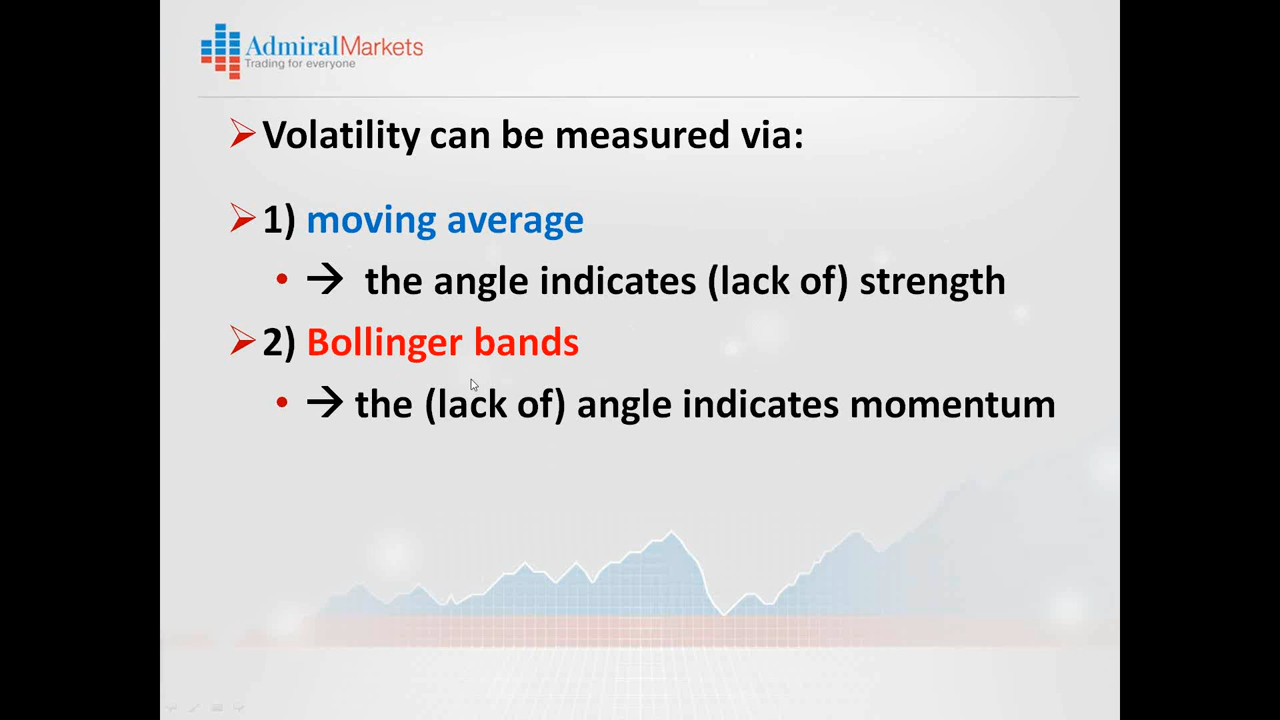 AdmiralMarkets
Trading for everyone
Volatility can be measured via:
1) moving average
→ the angle indicates (lack of) strength
2) Bollinger bands
→ the (lack of) angle indicates momentum